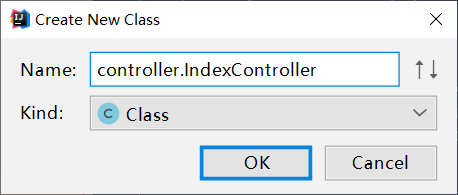 Create New Class
Name: controller.IndexController
Kind: C Class
OK Cancel